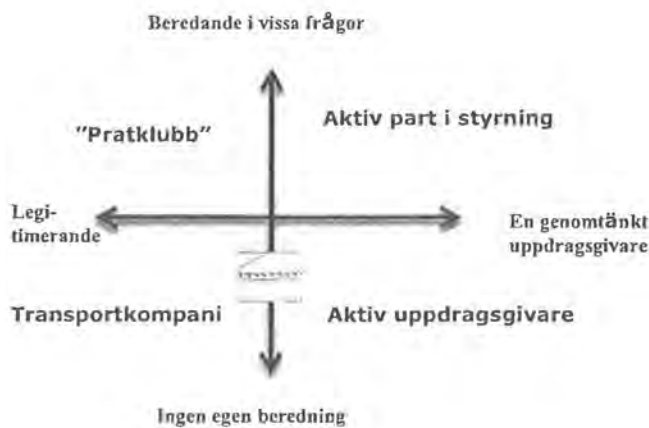 Beredande i vissa frågor
"Pratklubb"
Aktiv part i styrning
Legi-
timerande
En genomtänkt
uppdragsgivare
Transportkompani
Aktiv uppdragsgivare
Ingen egen beredning